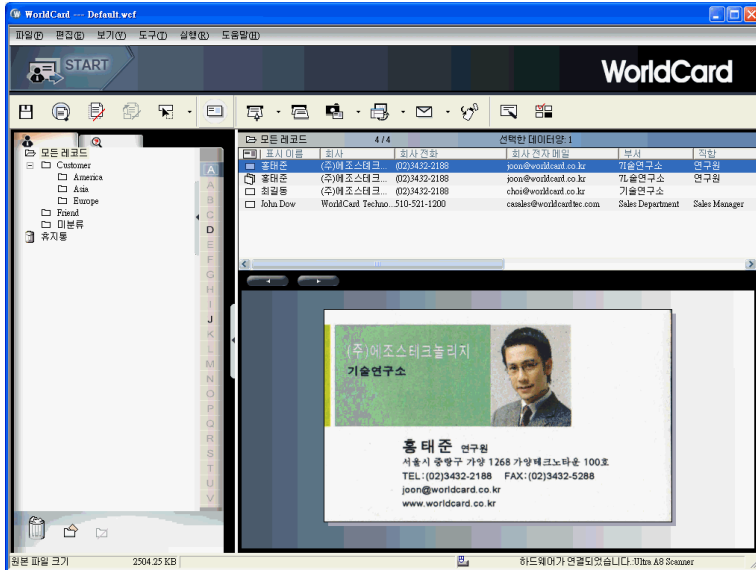 WorldCard --- Default.wcf
파일(F) 편집(E) 보기(V) 도구(T) 실행(R) 도움말(H)
START
WorldCard
모든 레코드
Customer
America
Asia
Europe
Friend
미분류
휴지통
A
A
B
C
D
E
F
G
H
I
J
K
L
M
N
O
P
Q
R
S
T
U
V
모든 레코드 4 / 4 선택한 데이터양: 1
표시 이름 회사 회사 전화 회사 전자 메일 부서 직함
홍태준 (주)에조스테크... (02)3432-2188 joon@worldcard.co.kr 기술연구소 연구원
홍태준 (주)에조스테크... (02)3432-2188 joon@worldcard.co.kr 기술연구소 연구원
최길동 (주)에조스테크... (02)3432-2188 choi@worldcard.co.kr 기술연구소
John Dow WorldCard Techno... 510-521-1200 casales@worldcardtec.com Sales Department Sales Manager
(주)에조스테크놀리지
기술연구소
홍태준 연구원
서울시 중랑구 가양 1268 가양테크노타운 100호
TEL:(02)3432-2188 FAX:(02)3432-5288
joon@worldcard.co.kr
www.worldcard.co.kr
원본 파일 크기 2504.25 KB 하드웨어가 연결되었습니다.:Ultra A8 Scanner